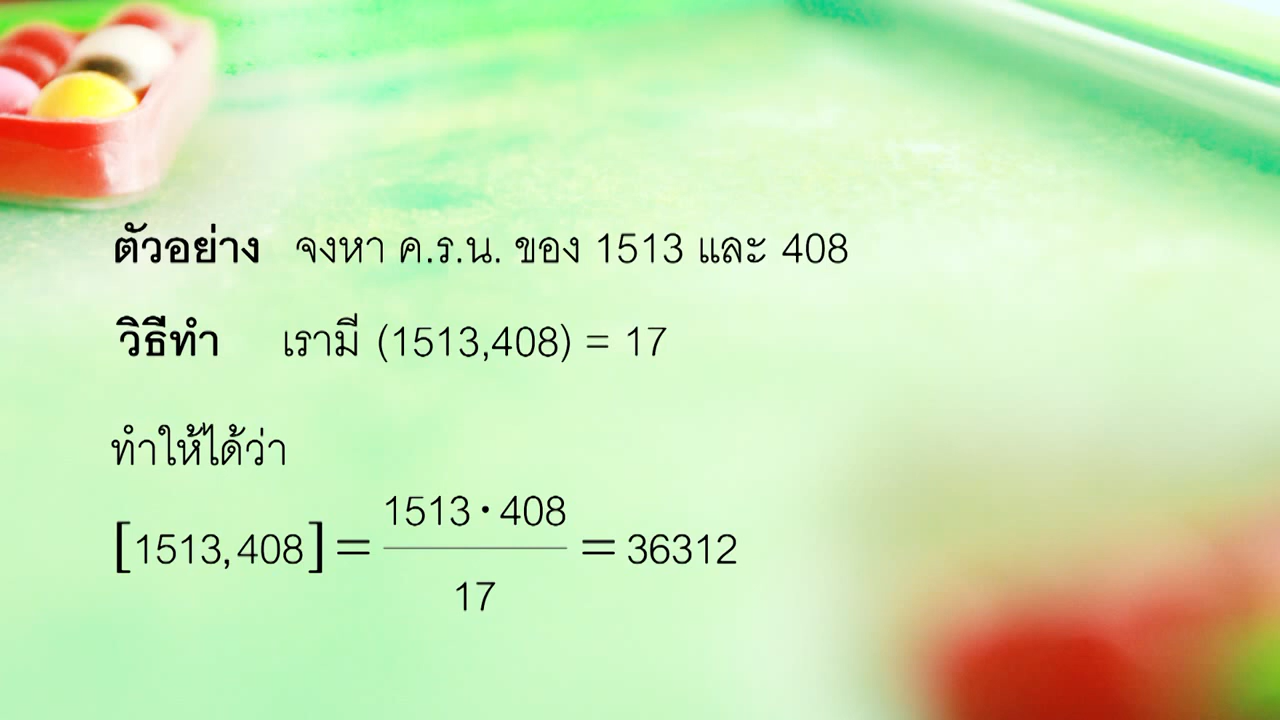 ตัวอย่าง จงหา ค.ร.น. ของ 1513 และ 408
วิธีทำ เรามี (1513,408) = 17
ทำให้ได้ว่า
[1513,408] = 1513·408 / 17 = 36312